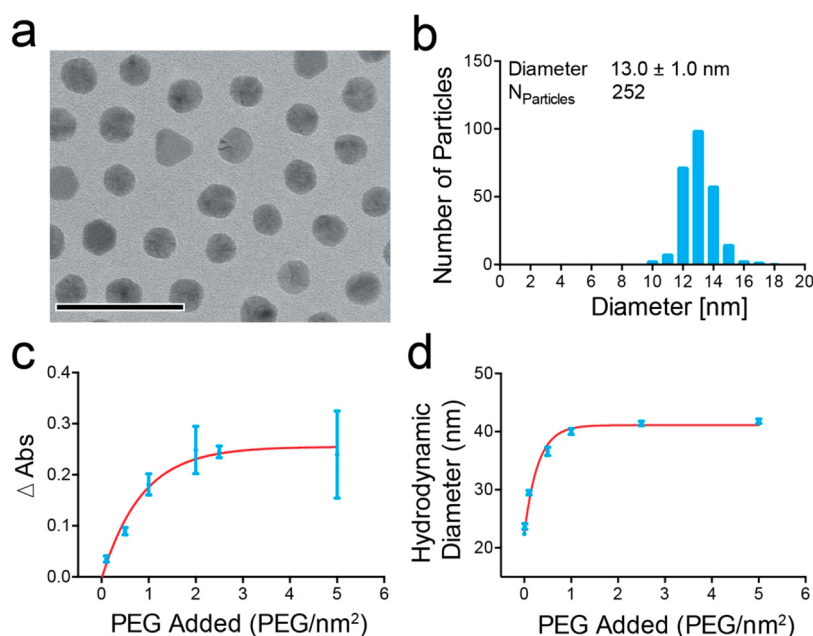 a
b
150
100
50
0
Number of Particles
Diameter 13.0 ± 1.0 nm
N_Particles 252
0 2 4 6 8 10 12 14 16 18 20
Diameter [nm]
c
0.4
0.3
0.2
0.1
0.0
△ Abs
0 1 2 3 4 5 6
PEG Added (PEG/nm²)
d
50
40
30
20
Hydrodynamic
Diameter (nm)
0 1 2 3 4 5 6
PEG Added (PEG/nm²)